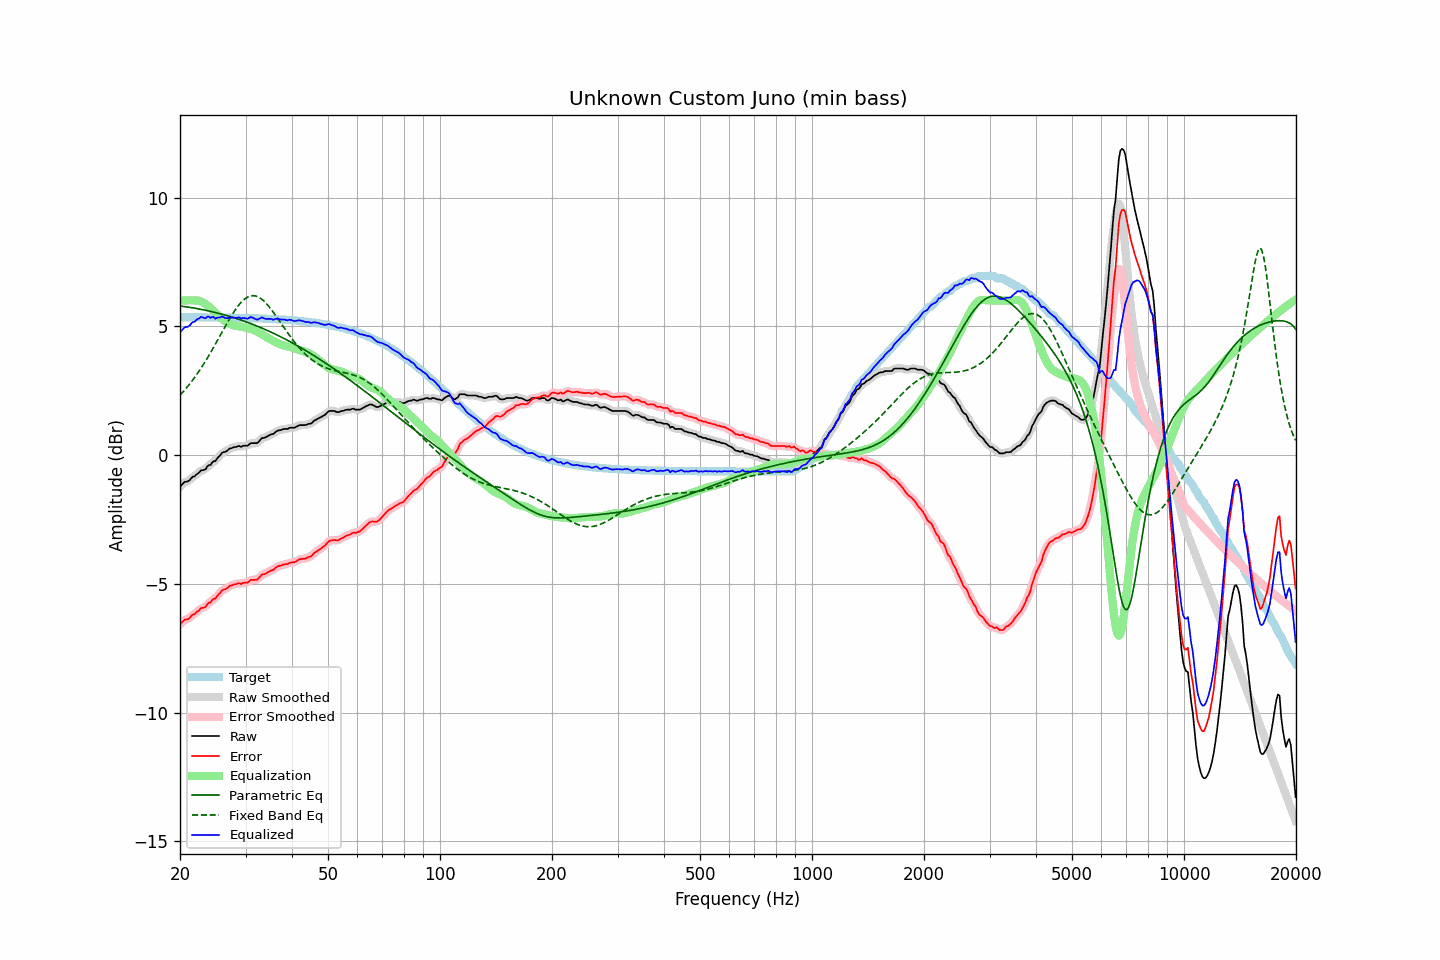 Unknown Custom Juno (min bass)
Amplitude (dBr)
10
5
0
−5
−10
−15
Target
Raw Smoothed
Error Smoothed
Raw
Error
Equalization
Parametric Eq
Fixed Band Eq
Equalized
20 50 100 200 500 1000 2000 5000 10000 20000
Frequency (Hz)